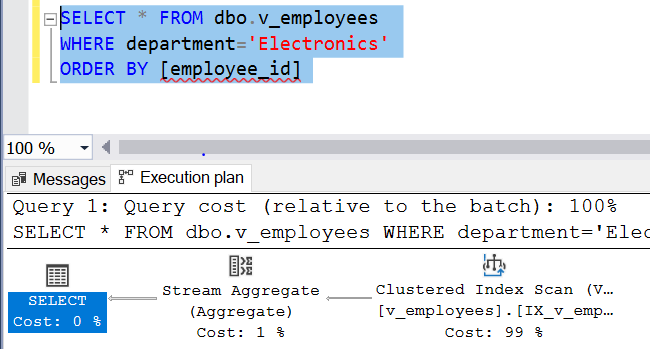 SELECT * FROM dbo.v_employees
WHERE department='Electronics'
ORDER BY [employee_id]
100 %
Messages
Execution plan
Query 1: Query cost (relative to the batch): 100%
SELECT * FROM dbo.v_employees WHERE department='Elec
SELECT
Cost: 0 %
Stream Aggregate
(Aggregate)
Cost: 1 %
Clustered Index Scan (V...
[v_employees].[IX_v_emp...
Cost: 99 %